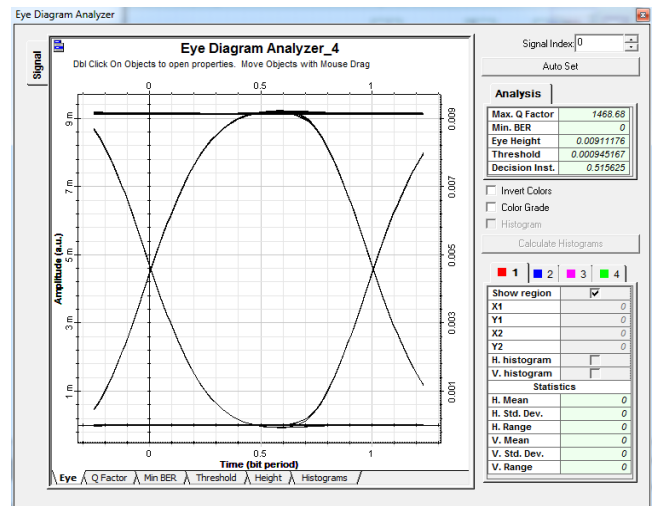 Eye Diagram Analyzer
Signal
Eye Diagram Analyzer_4
Dbl Click On Objects to open properties. Move Objects with Mouse Drag
0 0.5 1
Amplitude (a.u.)
9 m
7 m
5 m
3 m
1 m
0.009
0.007
0.005
0.003
0.001
0 0.5 1
Time (bit period)
Eye Q Factor Min BER Threshold Height Histograms
Signal Index: 0
Auto Set
Analysis
Max. Q Factor 1468.68
Min. BER 0
Eye Height 0.00911176
Threshold 0.000945167
Decision Inst. 0.515625
Invert Colors
Color Grade
Histogram
Calculate Histograms
1 2 3 4
Show region
X1 0
Y1 0
X2 0
Y2 0
H. histogram
V. histogram
Statistics
H. Mean 0
H. Std. Dev. 0
H. Range 0
V. Mean 0
V. Std. Dev. 0
V. Range 0